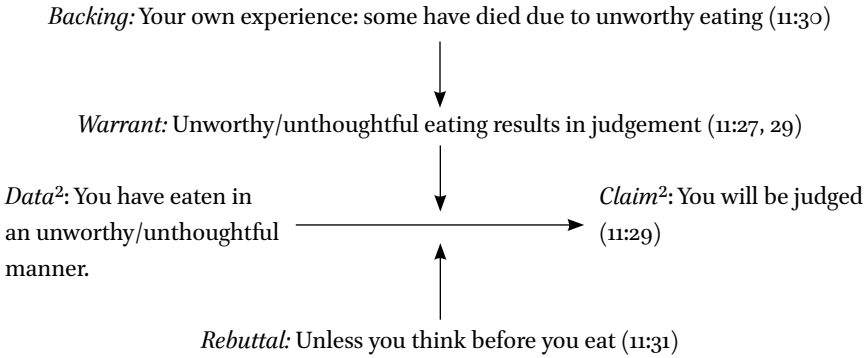 Backing: Your own experience: some have died due to unworthy eating (11:30)
Warrant: Unworthy/unthoughtful eating results in judgement (11:27, 29)
Data²: You have eaten in
an unworthy/unthoughtful
manner.
Claim²: You will be judged
(11:29)
Rebuttal: Unless you think before you eat (11:31)